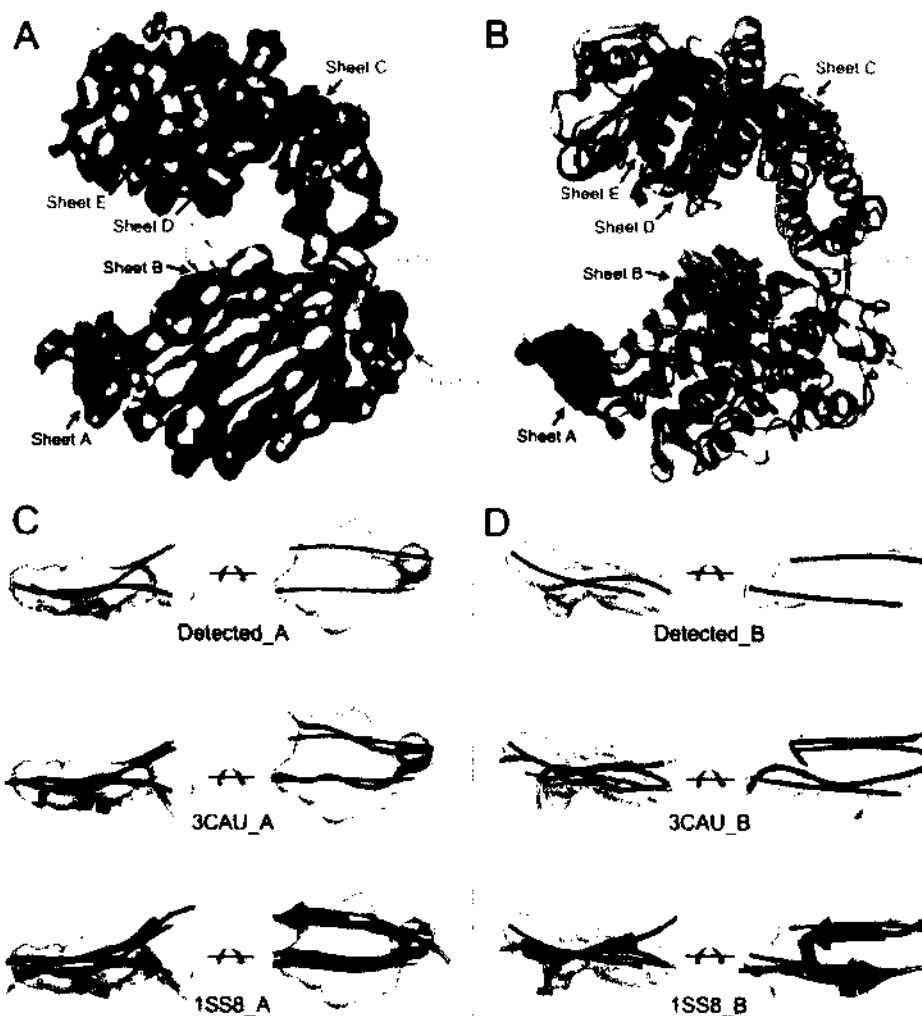 A
B
Sheet C
Sheet C
Sheet E
Sheet D
Sheet E
Sheet D
Sheet B
Sheet B
Sheet A
Sheet A
C
D
Detected_A
Detected_B
3CAU_A
3CAU_B
1SS8_A
1SS8_B